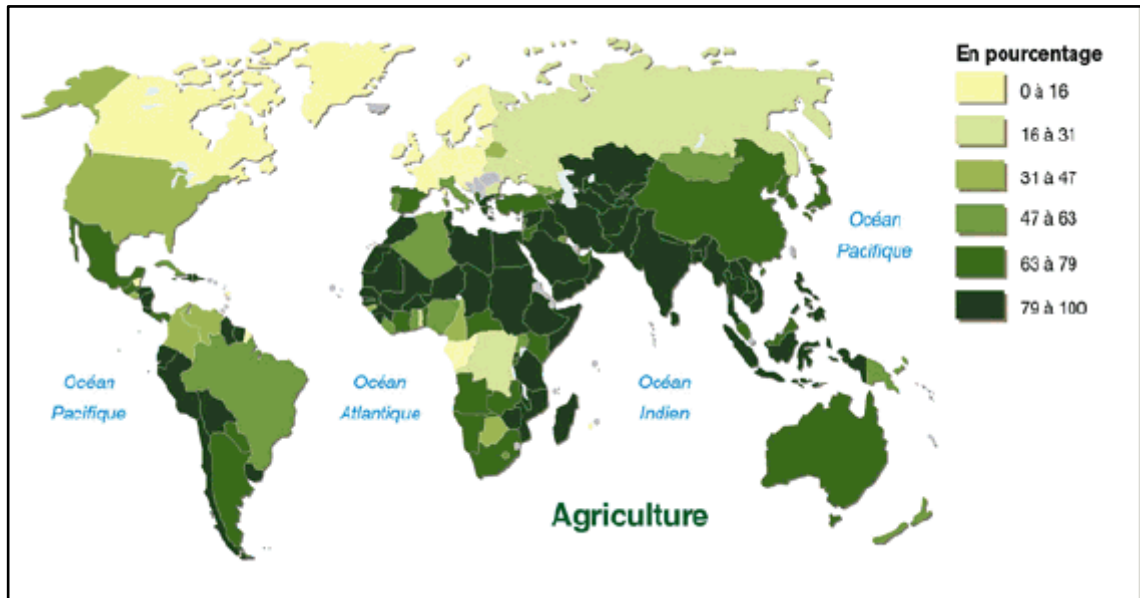 En pourcentage
0 à 16
16 à 31
31 à 47
47 à 63
63 à 79
79 à 100
Océan
Pacifique
Océan
Pacifique
Océan
Atlantique
Océan
Indien
Agriculture